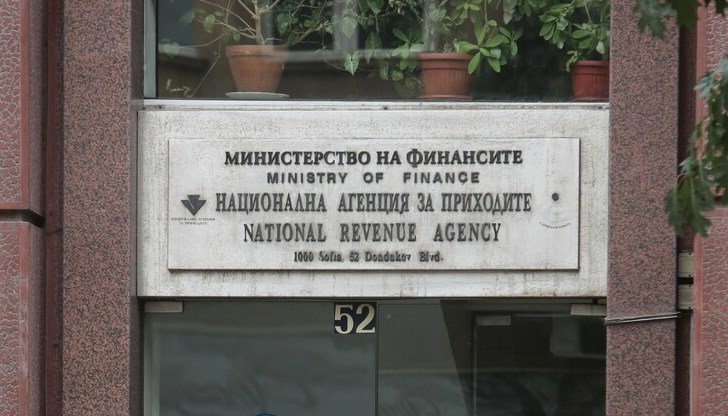 МИНИСТЕРСТВО НА ФИНАНСИТЕ
MINISTRY OF FINANCE
НАЦИОНАЛНА АГЕНЦИЯ ЗА ПРИХОДИТЕ
NATIONAL REVENUE AGENCY
1000 Sofia, 52 Dondukov Blvd.
52